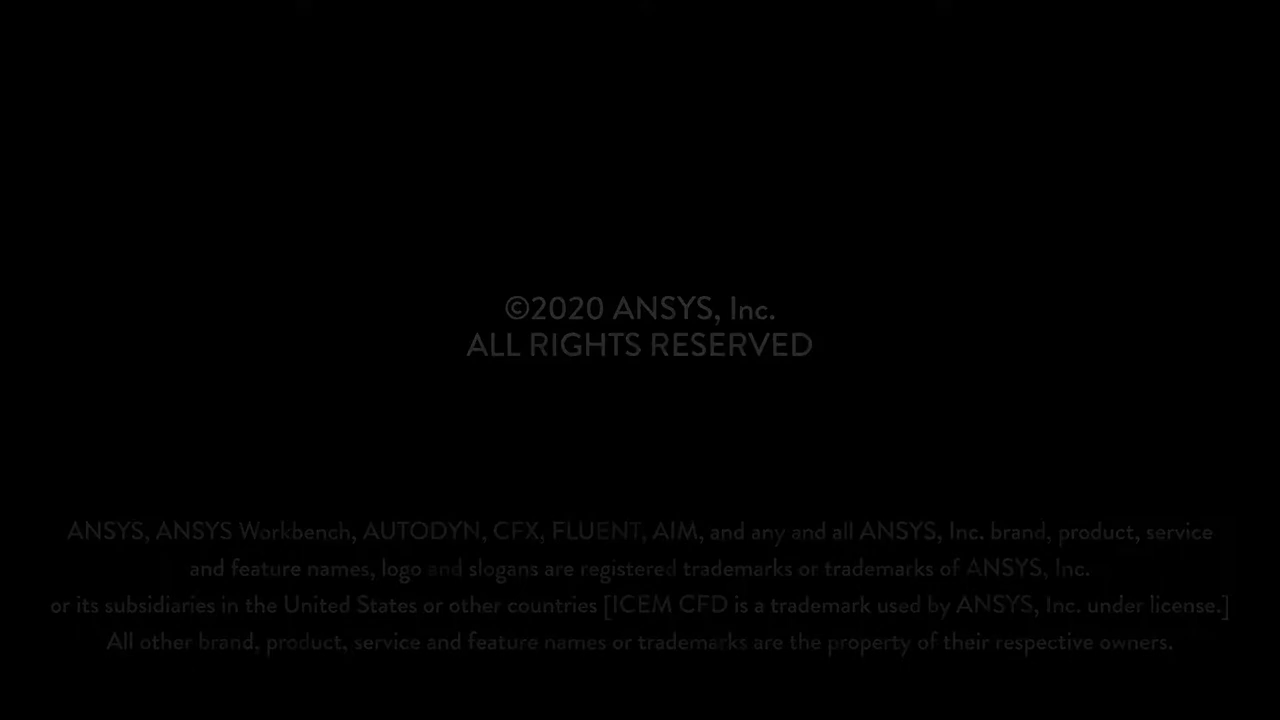 ©2020 ANSYS, Inc.
ALL RIGHTS RESERVED
ANSYS, ANSYS Workbench, AUTODYN, CFX, FLUENT, AIM, and any and all ANSYS, Inc. brand, product, service
and feature names, logo and slogans are registered trademarks or trademarks of ANSYS, Inc.
or its subsidiaries in the United States or other countries [ICEM CFD is a trademark used by ANSYS, Inc. under license.]
All other brand, product, service and feature names or trademarks are the property of their respective owners.